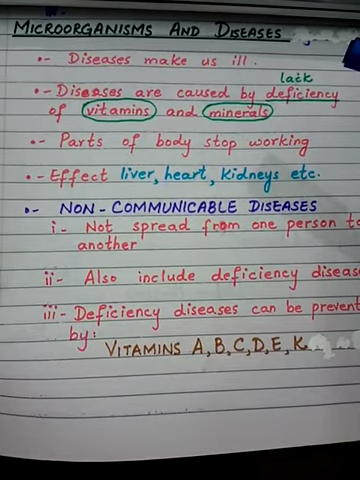 MICROORGANISMS AND DISEASES
•- Diseases make us ill.
lack
•- Diseases are caused by deficiency
of vitamins and minerals
•- Parts of body stop working
•- Effect liver, heart, kidneys etc.
•- NON-COMMUNICABLE DISEASES
i- Not spread from one person to
another
ii- Also include deficiency diseas
iii- Deficiency diseases can be prevent
by:
VITAMINS A, B, C, D, E, K